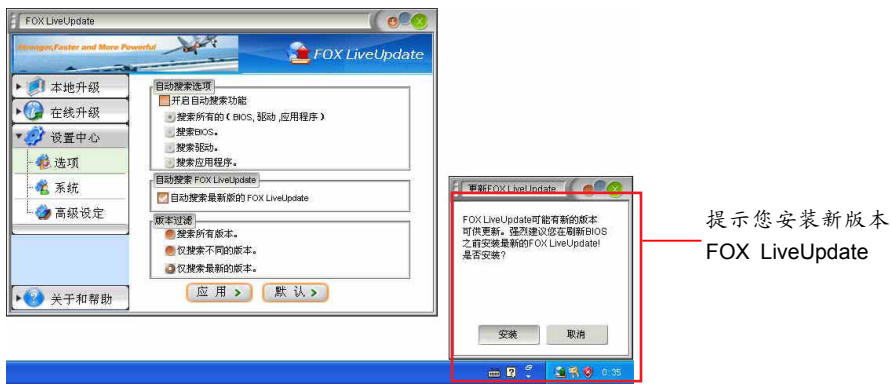 FOX LiveUpdate
Stronger,Faster and More Powerful
FOX LiveUpdate
本地升级
在线升级
设置中心
选项
系统
高级设定
关于和帮助
自动搜索选项
开启自动搜索功能
搜索所有的 ( BIOS, 驱动 ,应用程序 )
搜索BIOS。
搜索驱动。
搜索应用程序。
自动搜索 FOX LiveUpdate
自动搜索最新版的 FOX LiveUpdate
版本过滤
搜索所有版本。
仅搜索不同的版本。
仅搜索最新的版本。
应 用
默 认
更新FOX LiveUpdate
FOX LiveUpdate可能有新的版本
可供更新。强烈建议您在刷新BIOS
之前安装最新的FOX LiveUpdate!
是否安装?
安装
取消
0:35
提示您安装新版本
FOX LiveUpdate